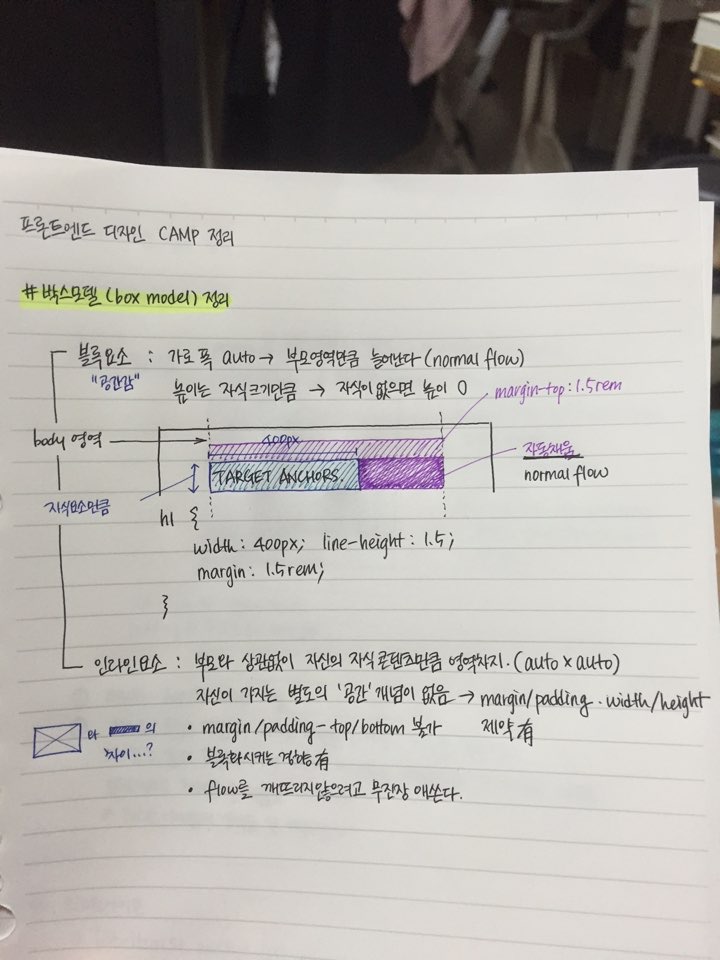 프론트엔드 디자인 CAMP 정리
#박스모델 (box model) 정리
블록요소 : 가로폭 auto → 부모영역만큼 늘어난다 (normal flow)
"공간감" 높이는 자식크기만큼 → 자식이 없으면 높이 0
margin-top: 1.5rem
body 영역 →
400px
자동채움
TARGET ANCHORS.
normal flow
자식요소만큼
h1 {
width: 400px; line-height: 1.5;
margin: 1.5rem;
}
인라인요소 : 부모와 상관없이 자신의 자식콘텐츠만큼 영역차지. (auto x auto)
자신이 가지는 별도의 '공간' 개념이 없음 → margin/padding . width/height
제약 有
• margin/padding - top/bottom 불가
와 의
차이...?
• 블록화시키는 경향 有
• flow를 깨뜨리지않으려고 무진장 애쓴다.